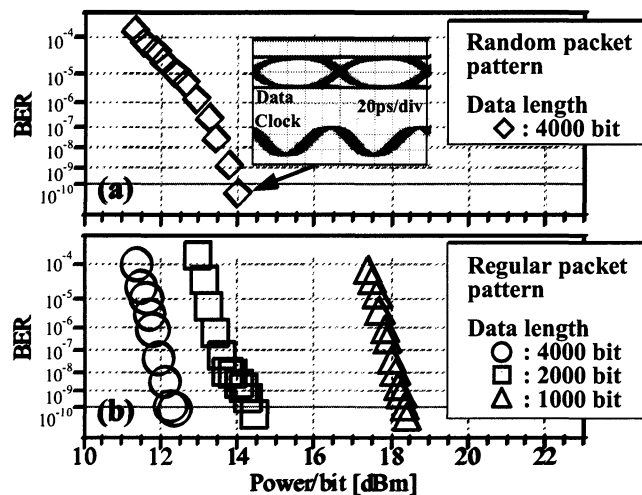 BER
10⁻⁴
10⁻⁵
10⁻⁶
10⁻⁷
10⁻⁸
10⁻⁹
10⁻¹⁰
(a)
Data
20ps/div
Clock
Random packet
pattern
Data length
◇ : 4000 bit
BER
10⁻⁴
10⁻⁵
10⁻⁶
10⁻⁷
10⁻⁸
10⁻⁹
10⁻¹⁰
(b)
Regular packet
pattern
Data length
○ : 4000 bit
□ : 2000 bit
△ : 1000 bit
10 12 14 16 18 20 22
Power/bit [dBm]